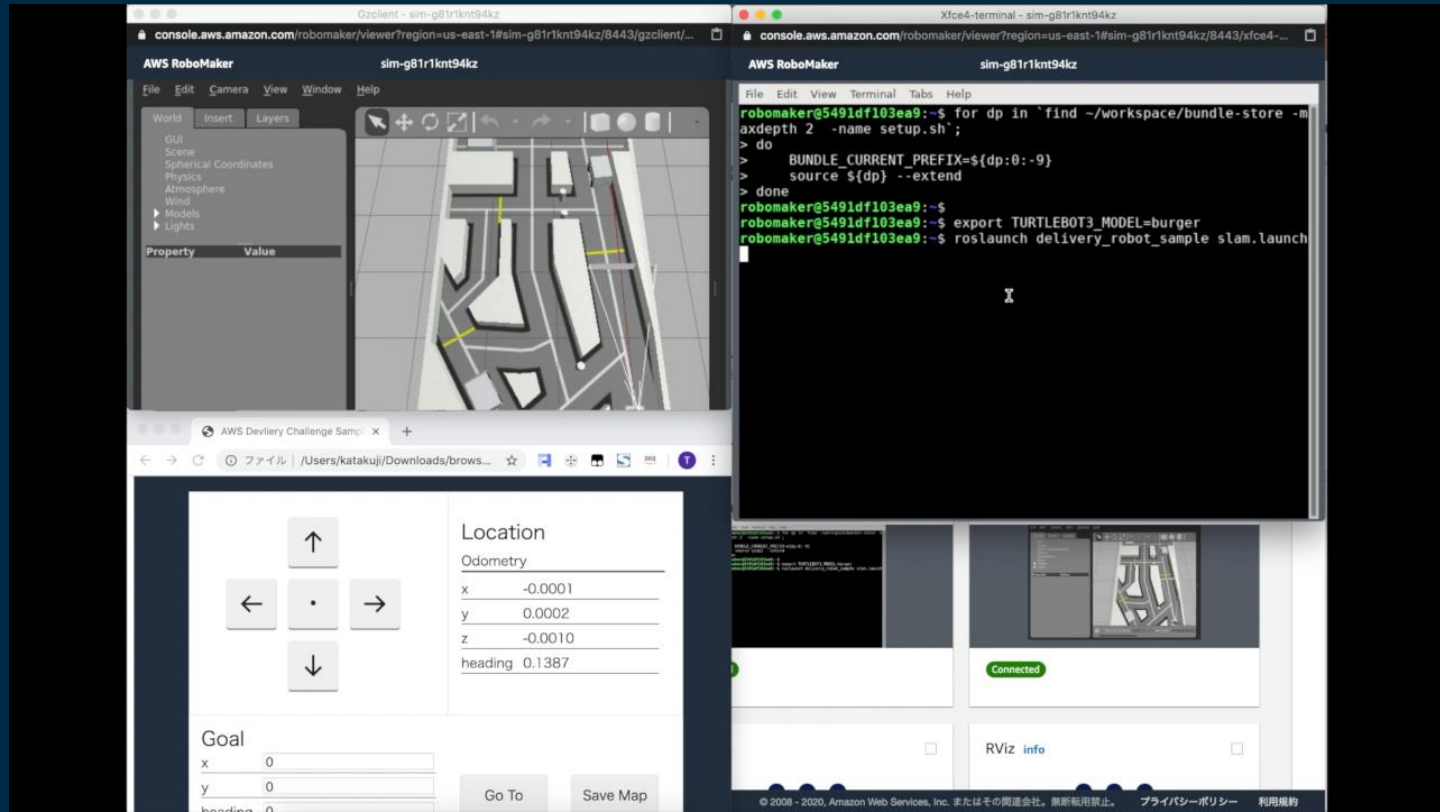 Gzclient - sim-g81r1knt94kz
console.aws.amazon.com/robomaker/viewer?region=us-east-1#sim-g81r1knt94kz/8443/gzclient/...
AWS RoboMaker
sim-g81r1knt94kz
File Edit Camera View Window Help
World Insert Layers
GUI
Scene
Spherical Coordinates
Physics
Atmosphere
Wind
Models
Lights
Property Value
Xfce4-terminal - sim-g81r1knt94kz
console.aws.amazon.com/robomaker/viewer?region=us-east-1#sim-g81r1knt94kz/8443/xfce4-...
AWS RoboMaker
sim-g81r1knt94kz
File Edit View Terminal Tabs Help
robomaker@5491df103ea9:~$ for dp in `find ~/workspace/bundle-store -m
axdepth 2  -name setup.sh`;
> do
>     BUNDLE_CURRENT_PREFIX=${dp:0:-9}
>     source ${dp} --extend
> done
robomaker@5491df103ea9:~$
robomaker@5491df103ea9:~$ export TURTLEBOT3_MODEL=burger
robomaker@5491df103ea9:~$ roslaunch delivery_robot_sample slam.launch
AWS Devliery Challenge Samp
ファイル | /Users/katakuji/Downloads/brows...
T
Location
Odometry
x -0.0001
y 0.0002
z -0.0010
heading 0.1387
Goal
x 0
y 0
heading 0
Go To
Save Map
Connected
RViz info
© 2008 - 2020, Amazon Web Services, Inc. またはその関連会社。無断転用禁止。 プライバシーポリシー 利用規約